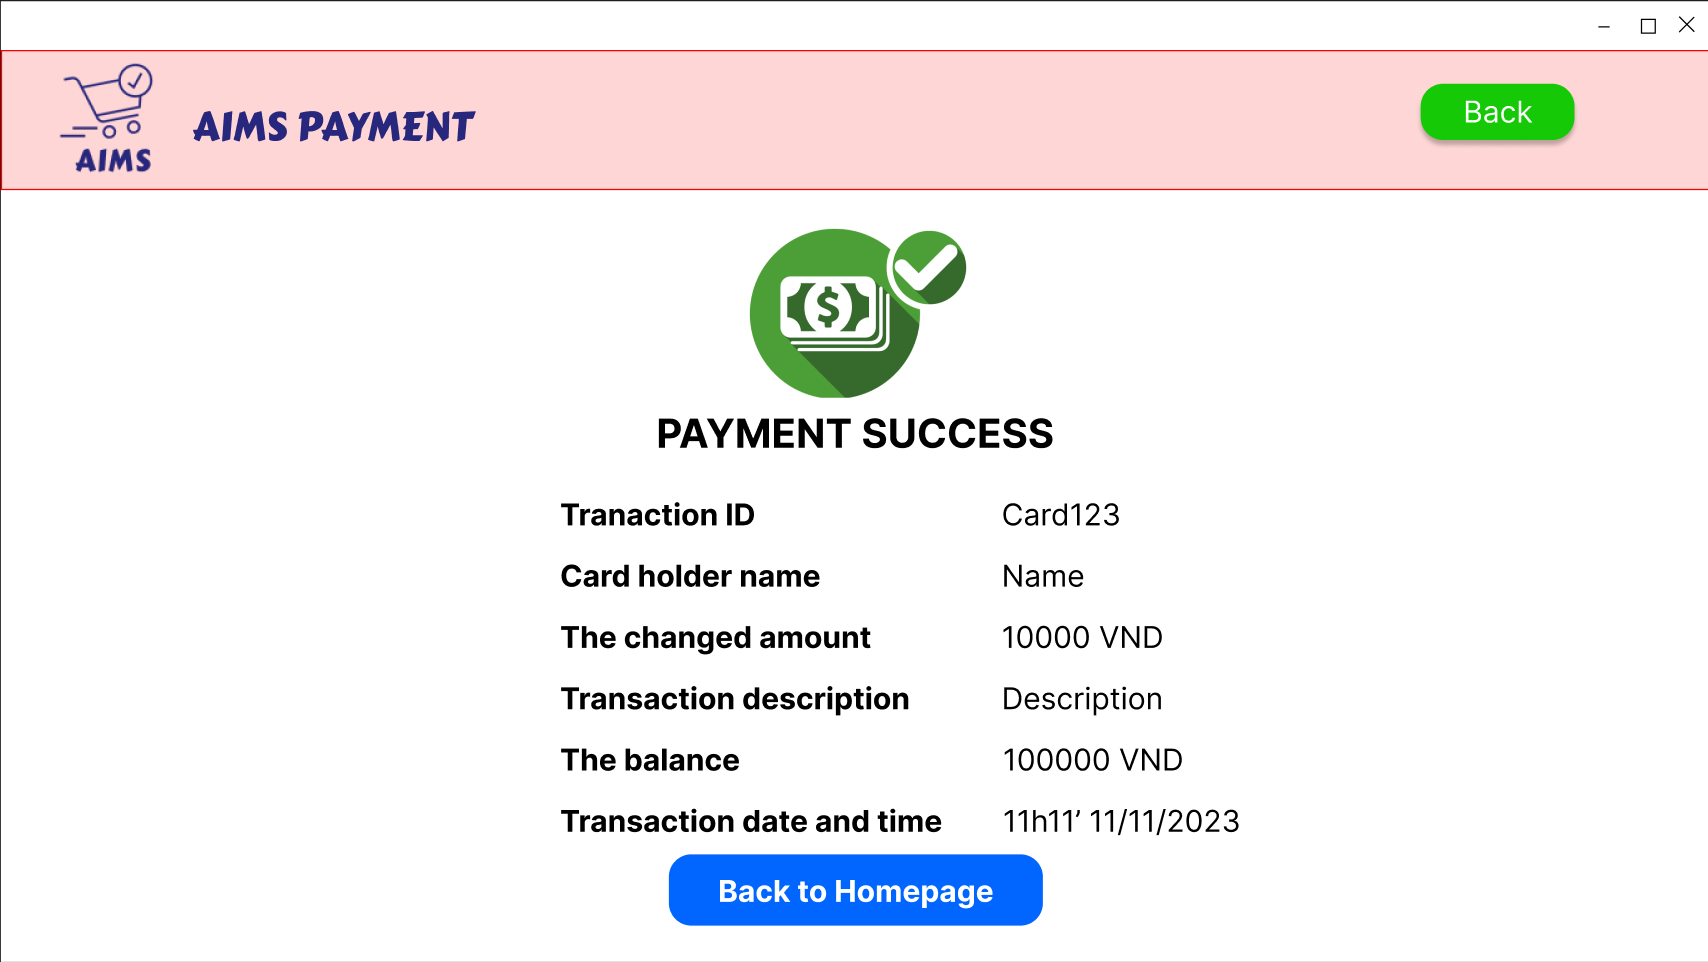 AIMS
AIMS PAYMENT
Back
$
PAYMENT SUCCESS
Tranaction ID Card123
Card holder name Name
The changed amount 10000 VND
Transaction description Description
The balance 100000 VND
Transaction date and time 11h11’ 11/11/2023
Back to Homepage